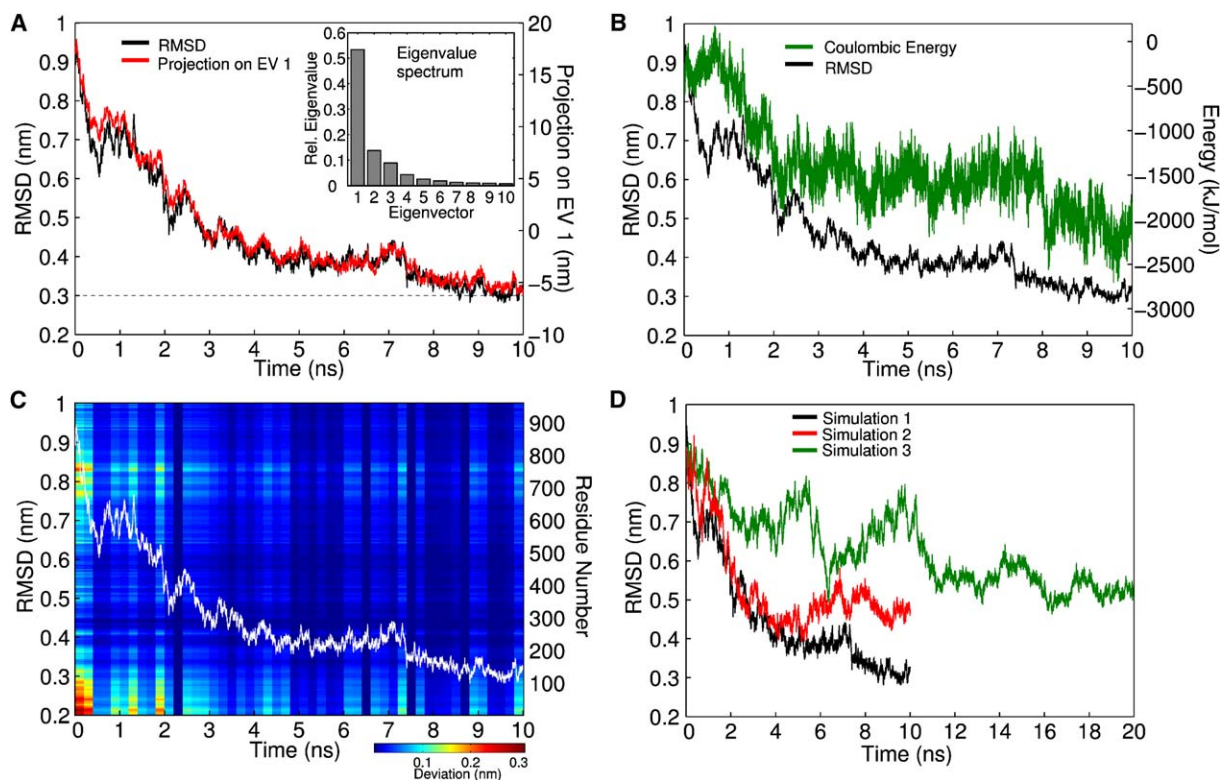 A
RMSD (nm)
1
0.9
0.8
0.7
0.6
0.5
0.4
0.3
0.2
RMSD
Projection on EV 1
Rel. Eigenvalue
0.6
0.5
0.4
0.3
0.2
0.1
0
Eigenvalue
spectrum
1 2 3 4 5 6 7 8 9 10
Eigenvector
20
15
10
5
0
−5
−10
Projection on EV 1 (nm)
0 1 2 3 4 5 6 7 8 9 10
Time (ns)
B
RMSD (nm)
1
0.9
0.8
0.7
0.6
0.5
0.4
0.3
0.2
Coulombic Energy
RMSD
0
−500
−1000
−1500
−2000
−2500
−3000
Energy (kJ/mol)
0 1 2 3 4 5 6 7 8 9 10
Time (ns)
C
RMSD (nm)
1
0.9
0.8
0.7
0.6
0.5
0.4
0.3
0.2
900
800
700
600
500
400
300
200
100
Residue Number
0 1 2 3 4 5 6 7 8 9 10
Time (ns)
0.1 0.2 0.3
Deviation (nm)
D
RMSD (nm)
1
0.9
0.8
0.7
0.6
0.5
0.4
0.3
0.2
Simulation 1
Simulation 2
Simulation 3
0 2 4 6 8 10 12 14 16 18 20
Time (ns)